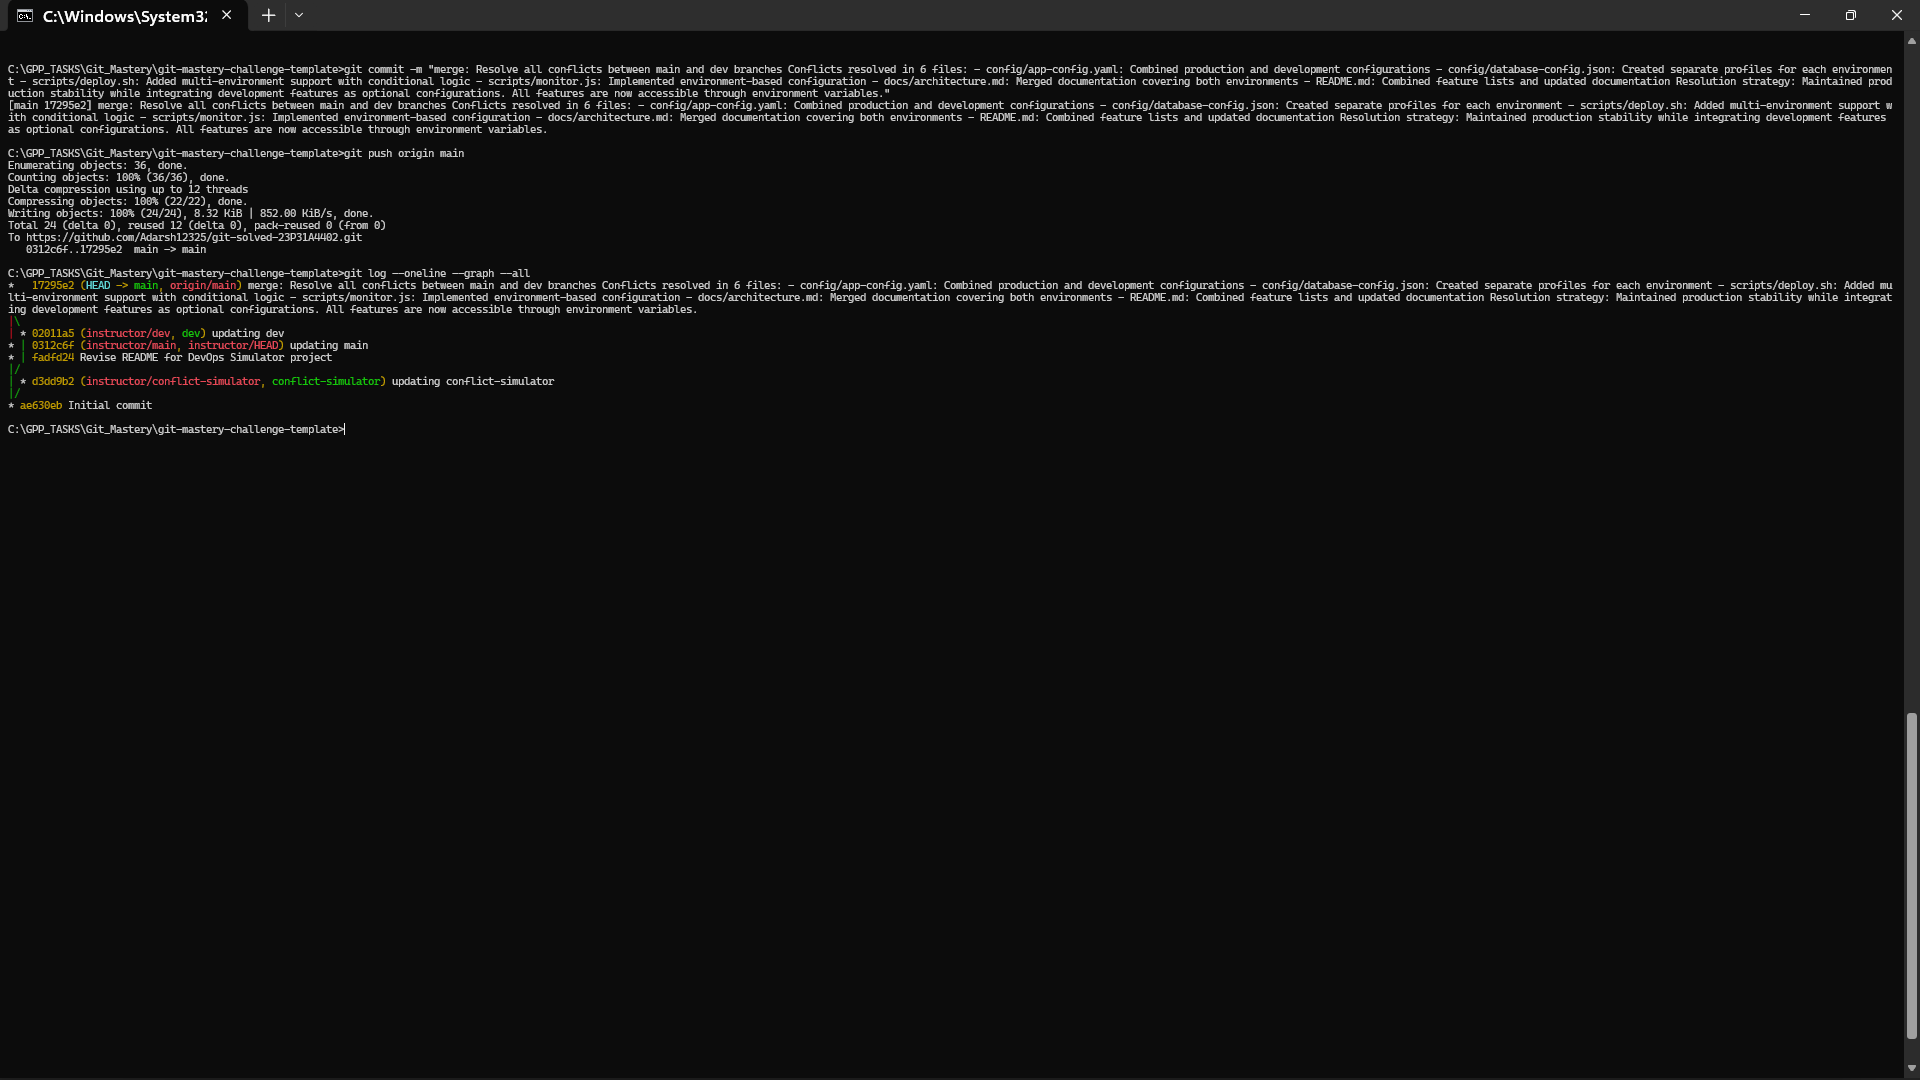 C:\Windows\System32
C:\GPP_TASKS\Git_Mastery\git-mastery-challenge-template>git commit -m "merge: Resolve all conflicts between main and dev branches Conflicts resolved in 6 files: - config/app-config.yaml: Combined production and development configurations - config/database-config.json: Created separate profiles for each environmen
t - scripts/deploy.sh: Added multi-environment support with conditional logic - scripts/monitor.js: Implemented environment-based configuration - docs/architecture.md: Merged documentation covering both environments - README.md: Combined feature lists and updated documentation Resolution strategy: Maintained prod
uction stability while integrating development features as optional configurations. All features are now accessible through environment variables."
[main 17295e2] merge: Resolve all conflicts between main and dev branches Conflicts resolved in 6 files: - config/app-config.yaml: Combined production and development configurations - config/database-config.json: Created separate profiles for each environment - scripts/deploy.sh: Added multi-environment support w
ith conditional logic - scripts/monitor.js: Implemented environment-based configuration - docs/architecture.md: Merged documentation covering both environments - README.md: Combined feature lists and updated documentation Resolution strategy: Maintained production stability while integrating development features
as optional configurations. All features are now accessible through environment variables.
C:\GPP_TASKS\Git_Mastery\git-mastery-challenge-template>git push origin main
Enumerating objects: 36, done.
Counting objects: 100% (36/36), done.
Delta compression using up to 12 threads
Compressing objects: 100% (22/22), done.
Writing objects: 100% (24/24), 8.32 KiB | 852.00 KiB/s, done.
Total 24 (delta 0), reused 12 (delta 0), pack-reused 0 (from 0)
To https://github.com/Adarsh12325/git-solved-23P31A4402.git
   0312c6f..17295e2  main -> main
C:\GPP_TASKS\Git_Mastery\git-mastery-challenge-template>git log --oneline --graph --all
*   17295e2 (HEAD -> main, origin/main) merge: Resolve all conflicts between main and dev branches Conflicts resolved in 6 files: - config/app-config.yaml: Combined production and development configurations - config/database-config.json: Created separate profiles for each environment - scripts/deploy.sh: Added mu
lti-environment support with conditional logic - scripts/monitor.js: Implemented environment-based configuration - docs/architecture.md: Merged documentation covering both environments - README.md: Combined feature lists and updated documentation Resolution strategy: Maintained production stability while integrat
ing development features as optional configurations. All features are now accessible through environment variables.
|\
| * 02011a5 (instructor/dev, dev) updating dev
* | 0312c6f (instructor/main, instructor/HEAD) updating main
* | fadfd24 Revise README for DevOps Simulator project
|/
| * d3dd9b2 (instructor/conflict-simulator, conflict-simulator) updating conflict-simulator
|/
* ae630eb Initial commit
C:\GPP_TASKS\Git_Mastery\git-mastery-challenge-template>